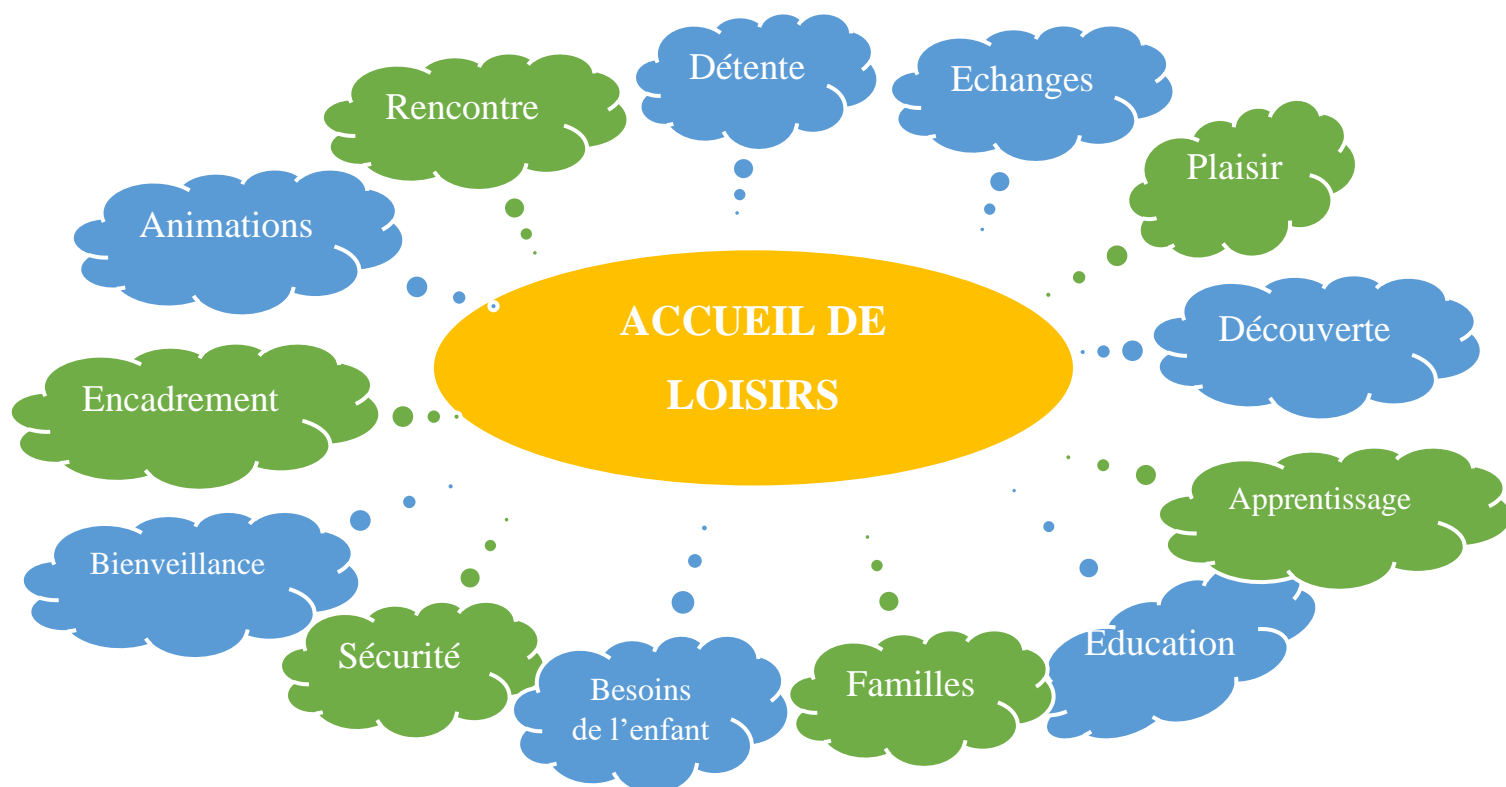 Détente
Echanges
Rencontre
Plaisir
Animations
ACCUEIL DE
LOISIRS
Découverte
Encadrement
Apprentissage
Bienveillance
Education
Sécurité
Familles
Besoins
de l’enfant